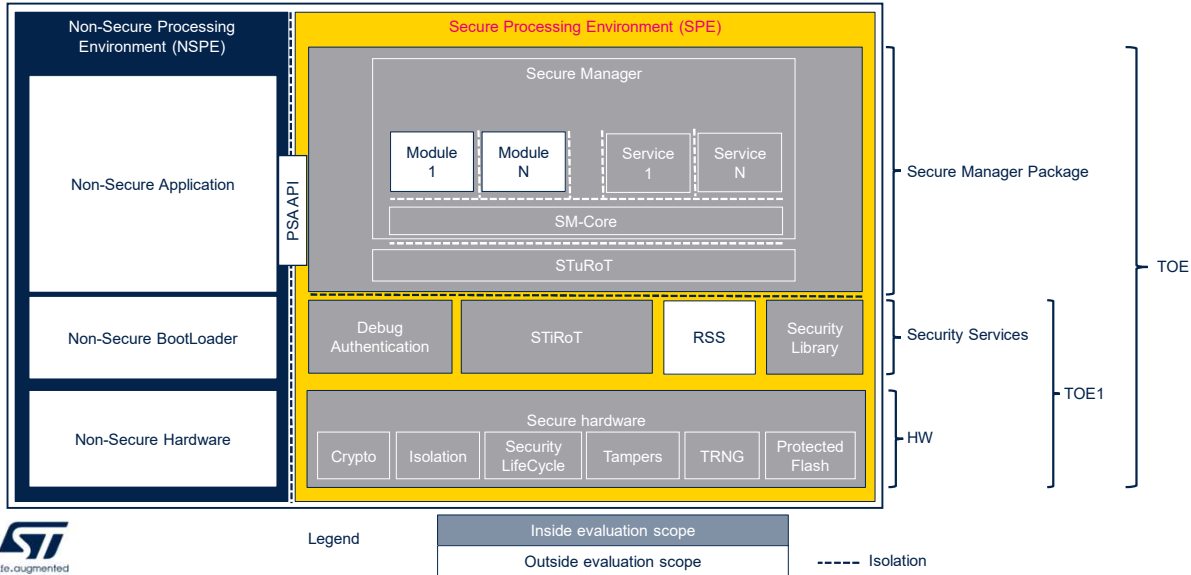 Non-Secure Processing
Environment (NSPE)
Secure Processing Environment (SPE)
Secure Manager
Non-Secure Application
PSA API
Module
1
Module
N
Service
1
Service
N
SM-Core
STuRoT
Secure Manager Package
TOE
Non-Secure BootLoader
Debug
Authentication
STiRoT
RSS
Security
Library
Security Services
TOE1
Non-Secure Hardware
Secure hardware
Crypto
Isolation
Security
LifeCycle
Tampers
TRNG
Protected
Flash
HW
ST
life.augmented
Legend
Inside evaluation scope
Outside evaluation scope
Isolation